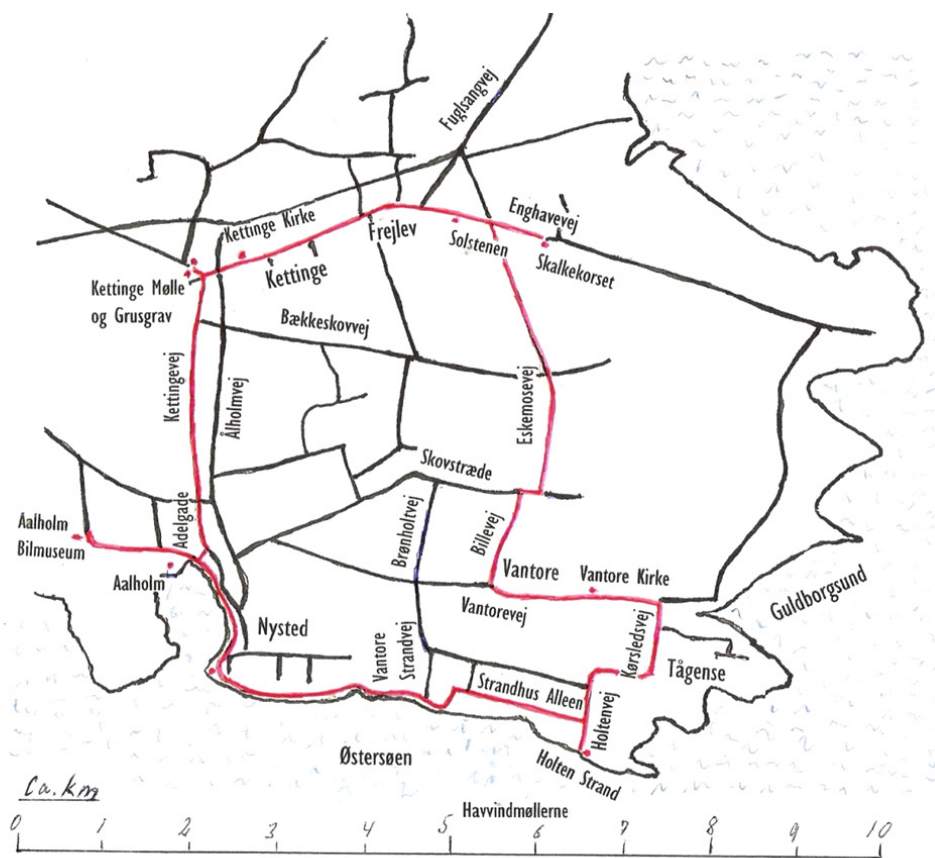 Fuglsangvej
Kettinge Kirke
Enghavevej
Frejlev
Solstenen
Skalkekorset
Kettinge
Kettinge Mølle
og Grusgrav
Bækkeskovvej
Kettingevej
Ålholmvej
Eskemosevej
Skovstræde
Adelgade
Aalholm
Bilmuseum
Brønholtvej
Billevej
Aalholm
Vantore
Vantore Kirke
Vantorevej
Guldborgsund
Nysted
Vantore
Strandvej
Kørsledsvej
Tågense
Strandhus Alleen
Holtenvej
Østersøen
Holten Strand
Ca. km
Havvindmøllerne
0 1 2 3 4 5 6 7 8 9 10